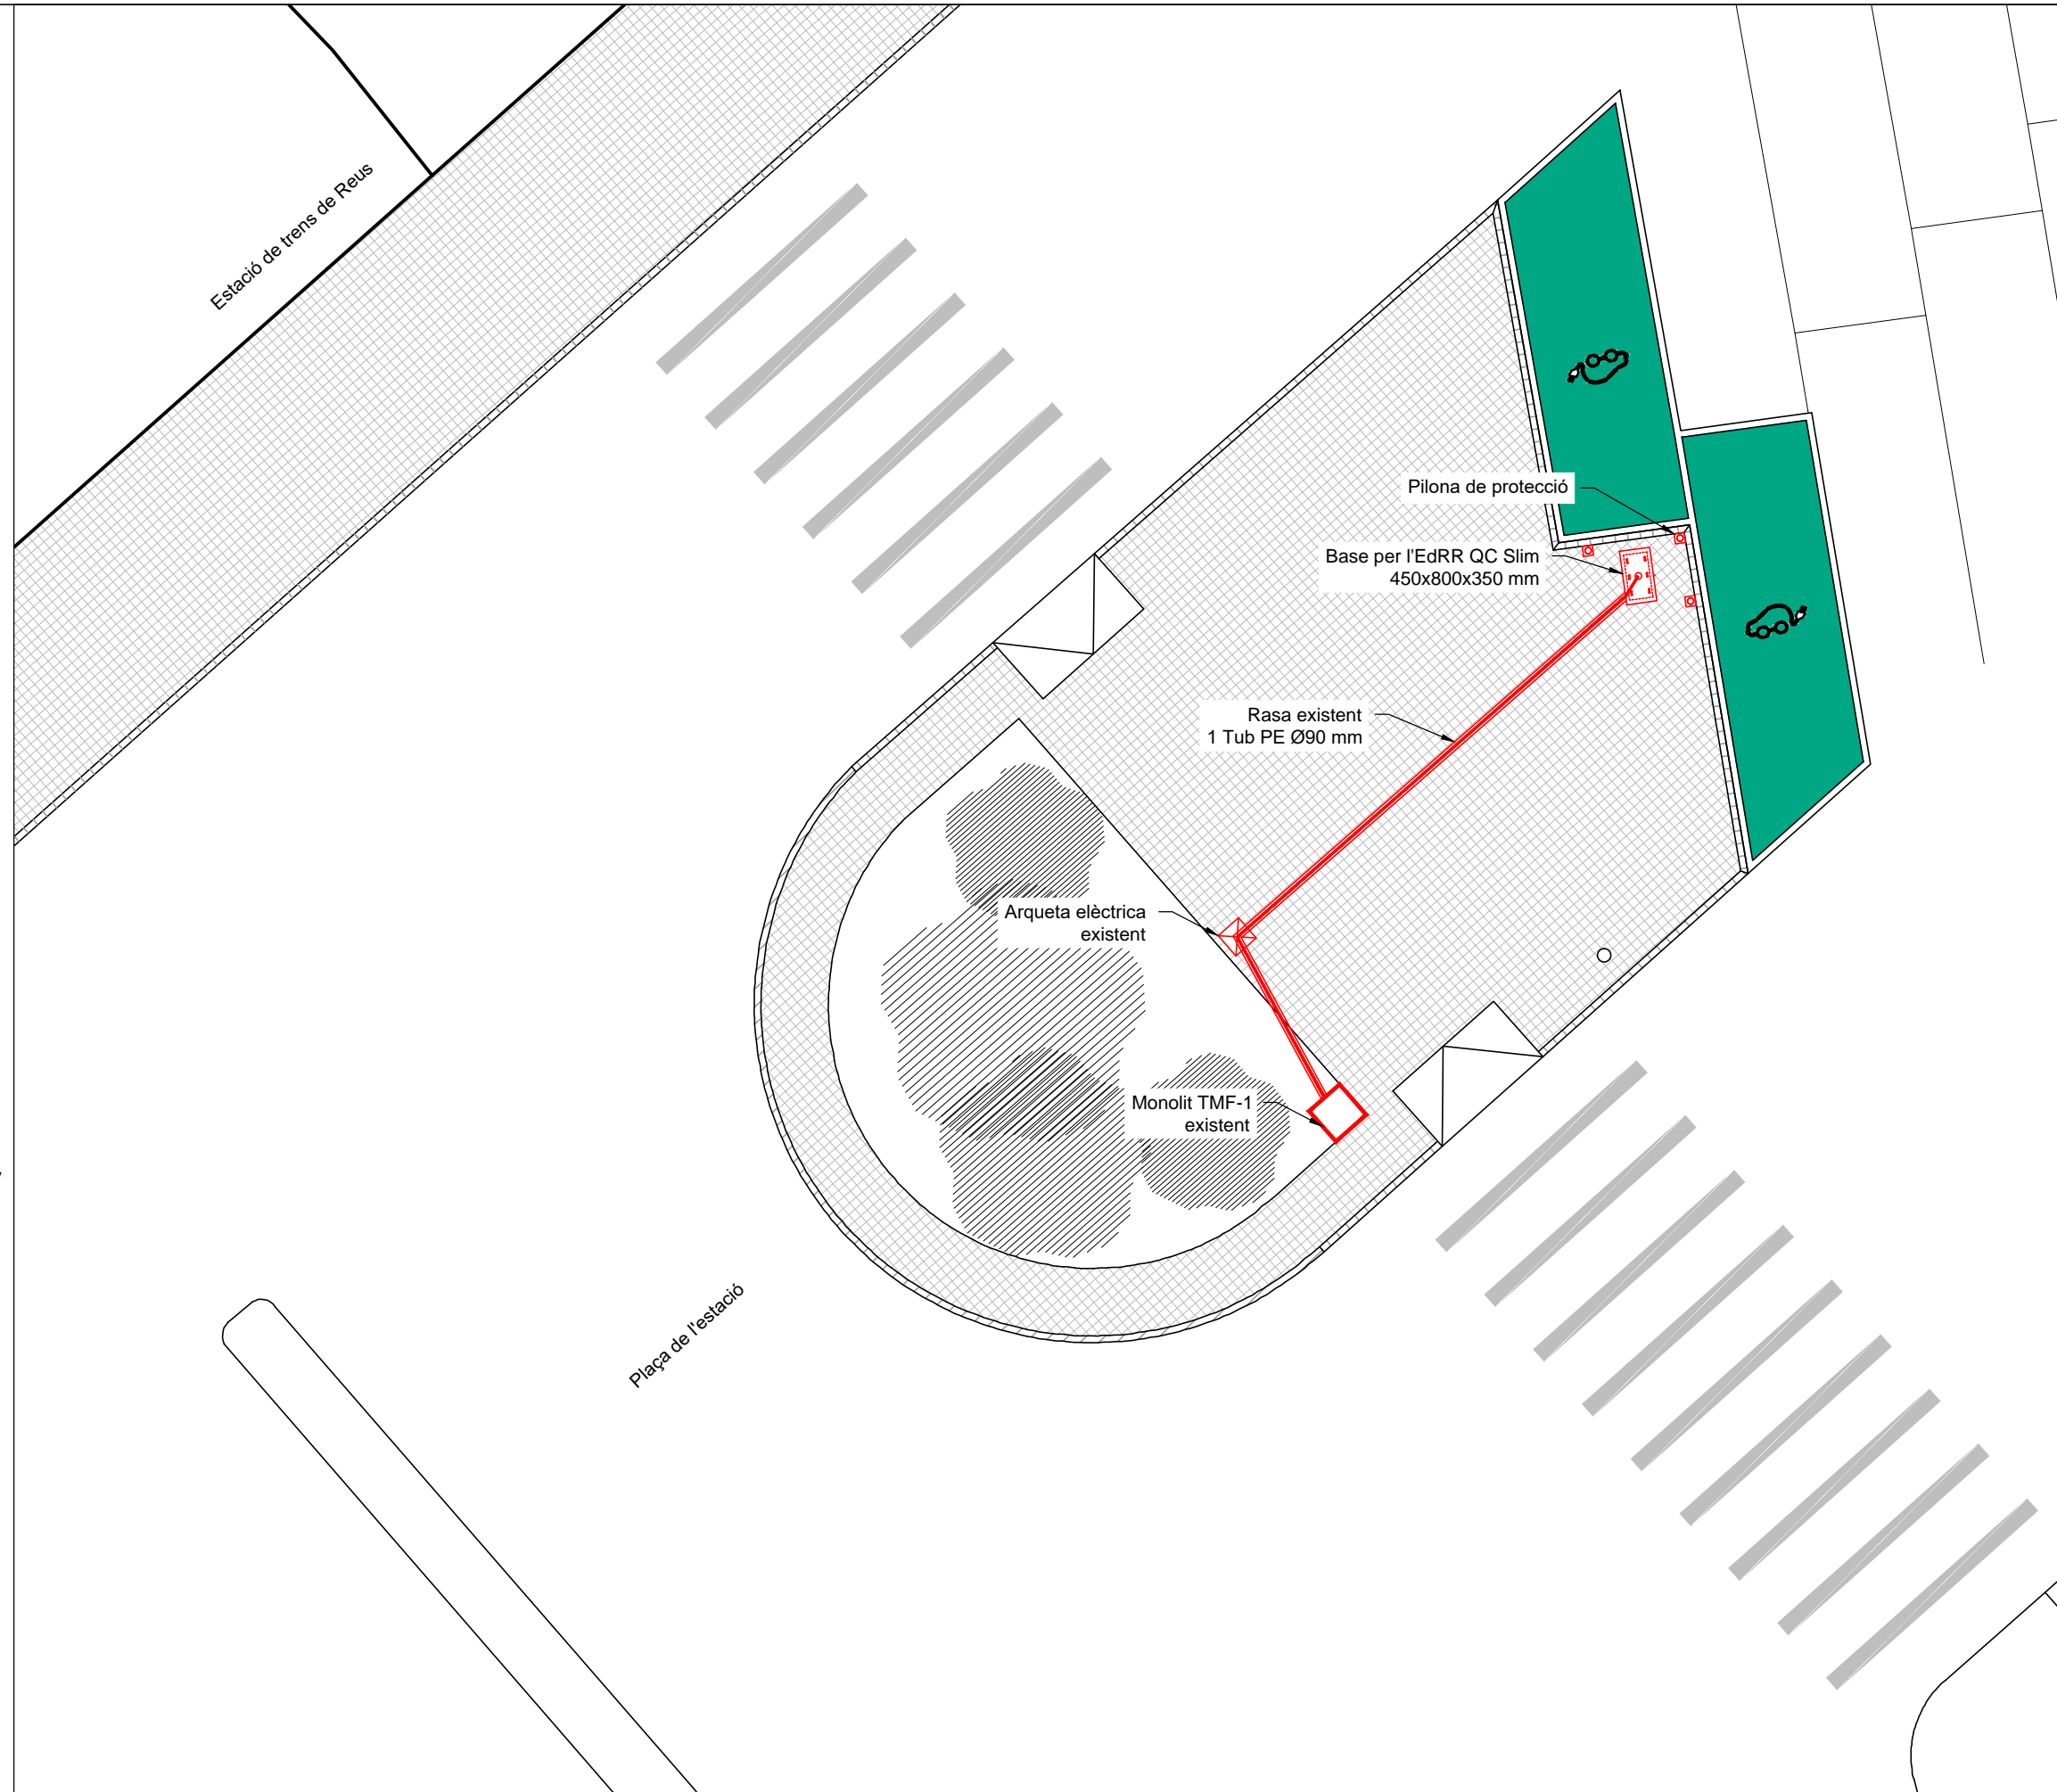 Estació de trens de Reus
Pilona de protecció
Base per l'EdRR QC Slim
450x800x350 mm
Rasa existent
1 Tub PE Ø90 mm
Arqueta elèctrica
existent
Monolit TMF-1
existent
Plaça de l'estació